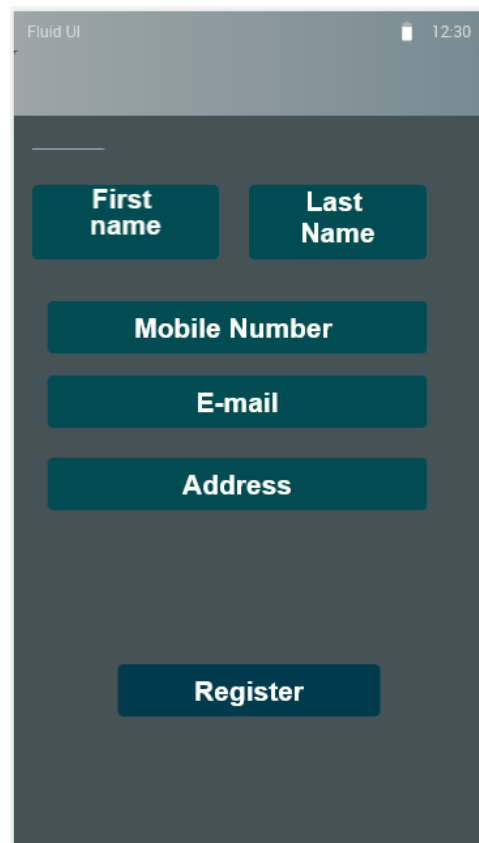 Fluid UI 12:30
First
name
Last
Name
Mobile Number
E-mail
Address
Register